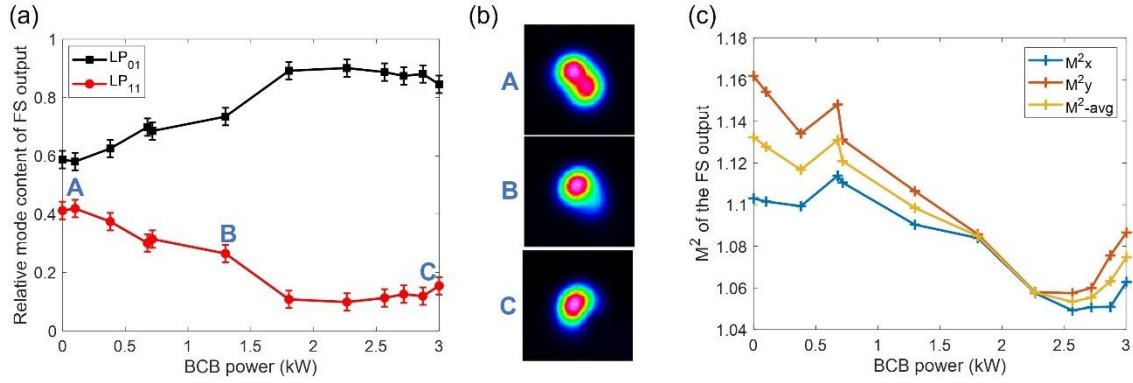 (a)
Relative mode content of FS output
1
0.8
0.6
0.4
0.2
0
LP01
LP11
A
B
C
0 0.5 1 1.5 2 2.5 3
BCB power (kW)
(b)
A
B
C
(c)
M² of the FS output
1.18
1.16
1.14
1.12
1.1
1.08
1.06
1.04
M²x
M²y
M²-avg
0 0.5 1 1.5 2 2.5 3
BCB power (kW)